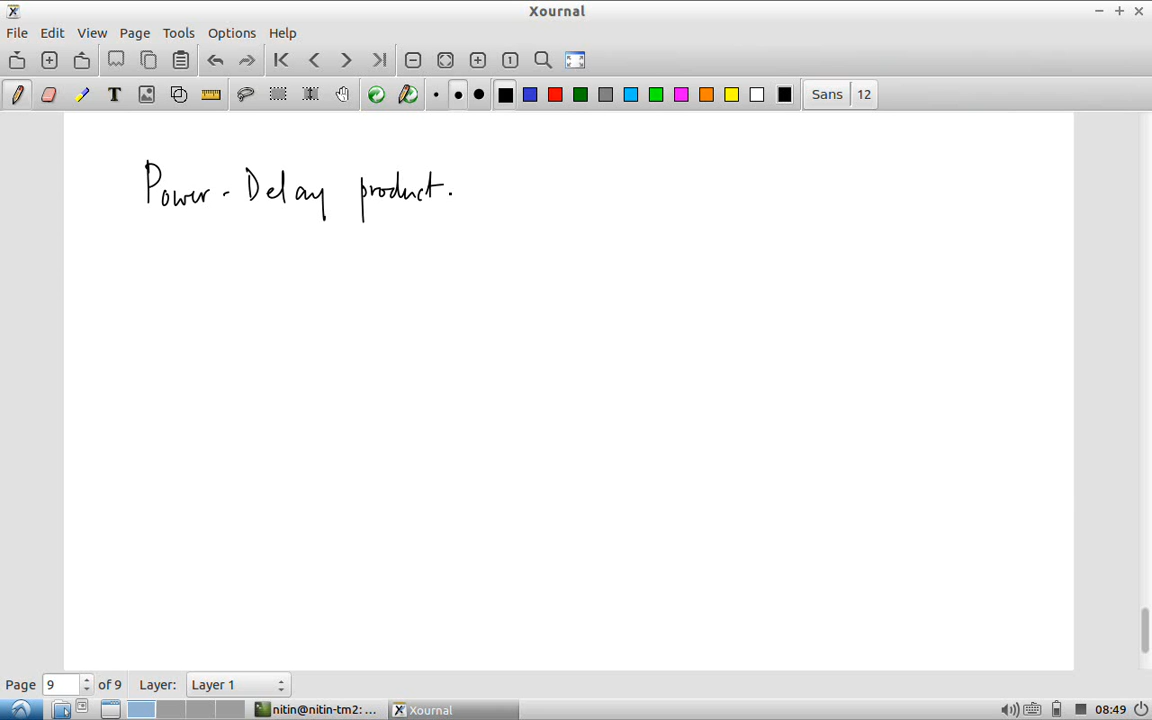 Xournal
File Edit View Page Tools Options Help
Sans 12
Power - Delay product.
Page 9 of 9 Layer: Layer 1
nitin@nitin-tm2: ... Xournal 08:49